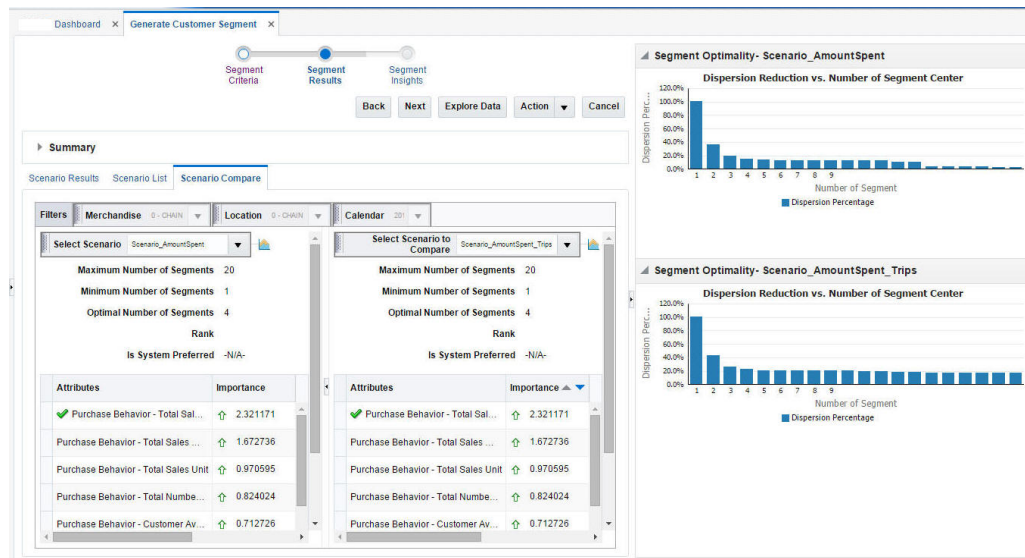 Dashboard × Generate Customer Segment ×
Segment Criteria
Segment Results
Segment Insights
Back Next Explore Data Action Cancel
Summary
Scenario Results Scenario List Scenario Compare
Filters Merchandise 0 - CHAIN Location 0 - CHAIN Calendar 201
Select Scenario Scenario_AmountSpent
Maximum Number of Segments 20
Minimum Number of Segments 1
Optimal Number of Segments 4
Rank
Is System Preferred -N/A-
Attributes Importance
Purchase Behavior - Total Sal... 2.321171
Purchase Behavior - Total Sales ... 1.672736
Purchase Behavior - Total Sales Unit 0.970595
Purchase Behavior - Total Numbe... 0.824024
Purchase Behavior - Customer Av... 0.712726
Select Scenario to Compare Scenario_AmountSpent_Trips
Maximum Number of Segments 20
Minimum Number of Segments 1
Optimal Number of Segments 4
Rank
Is System Preferred -N/A-
Attributes Importance
Purchase Behavior - Total Sal... 2.321171
Purchase Behavior - Total Sales ... 1.672736
Purchase Behavior - Total Sales Unit 0.970595
Purchase Behavior - Total Numbe... 0.824024
Purchase Behavior - Customer Av... 0.712726
Segment Optimality- Scenario_AmountSpent
Dispersion Reduction vs. Number of Segment Center
Dispersion Perc...
120.0%
100.0%
80.0%
60.0%
40.0%
20.0%
0.0%
1 2 3 4 5 6 7 8 9
Number of Segment
Dispersion Percentage
Segment Optimality- Scenario_AmountSpent_Trips
Dispersion Reduction vs. Number of Segment Center
Dispersion Perc...
120.0%
100.0%
80.0%
60.0%
40.0%
20.0%
0.0%
1 2 3 4 5 6 7 8 9
Number of Segment
Dispersion Percentage